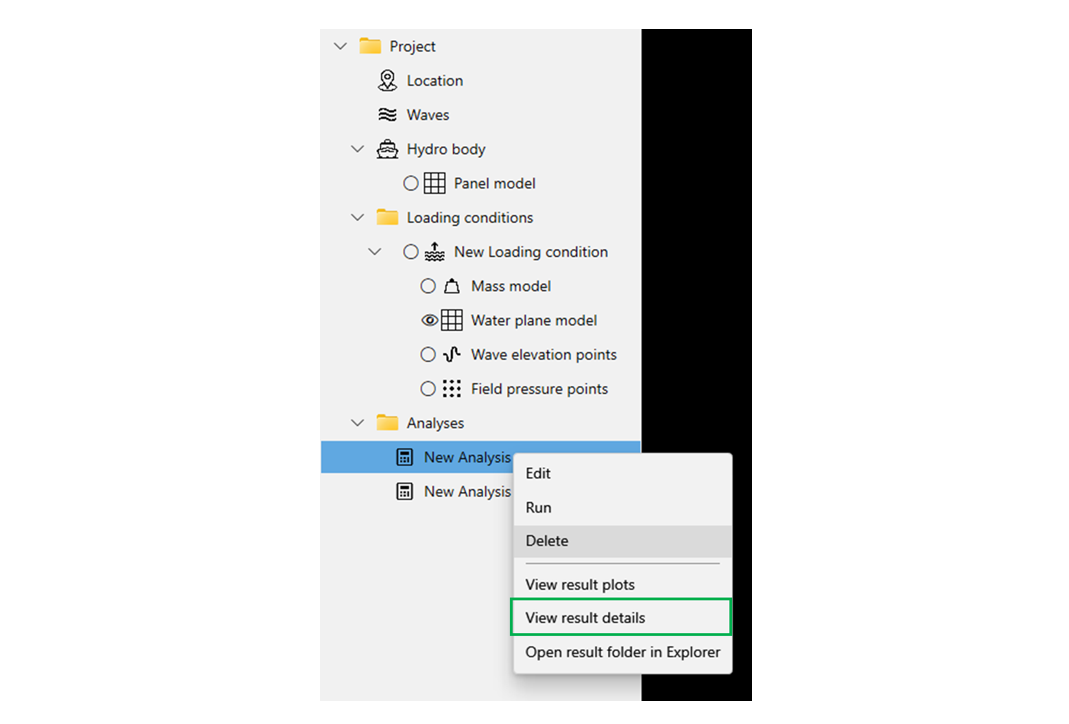 Project
Location
Waves
Hydro body
Panel model
Loading conditions
New Loading condition
Mass model
Water plane model
Wave elevation points
Field pressure points
Analyses
New Analysis
New Analysis
Edit
Run
Delete
View result plots
View result details
Open result folder in Explorer